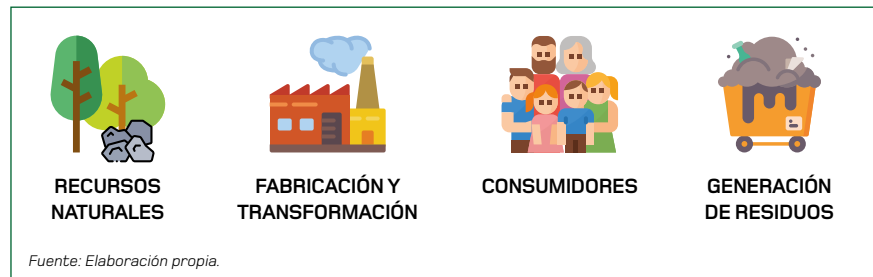 RECURSOS
NATURALES
FABRICACIÓN Y
TRANSFORMACIÓN
CONSUMIDORES
GENERACIÓN
DE RESIDUOS
Fuente: Elaboración propia.